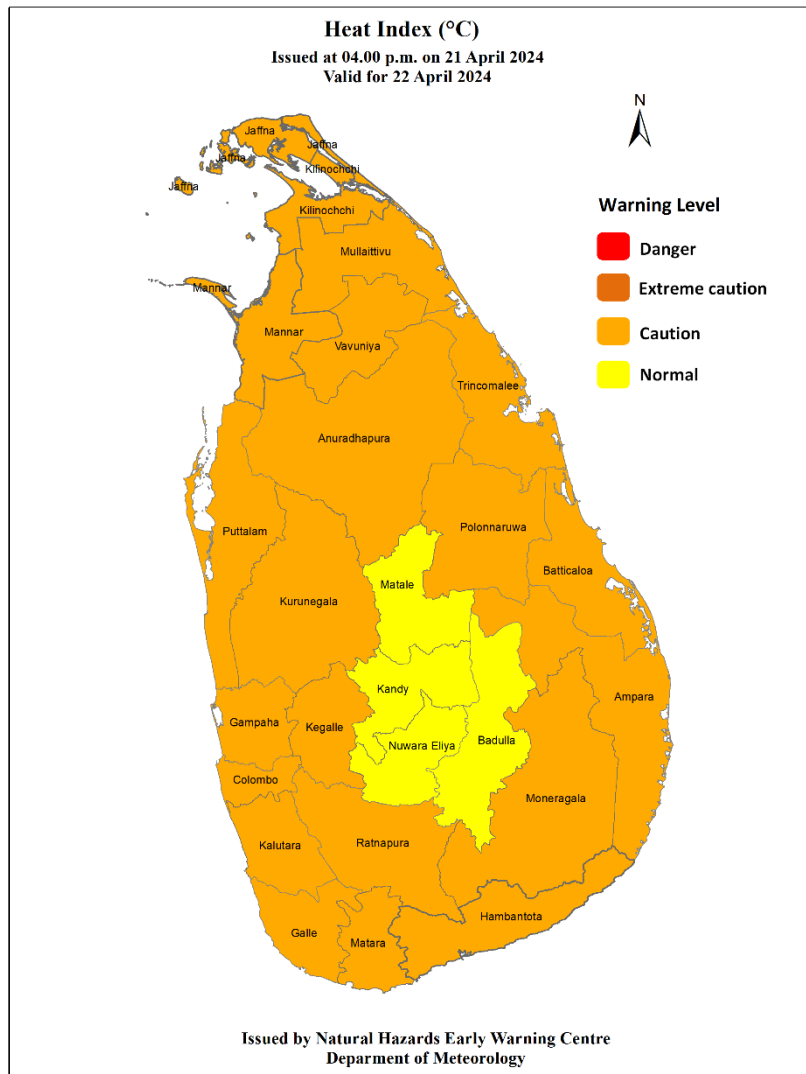 Heat Index (°C)
Issued at 04.00 p.m. on 21 April 2024
Valid for 22 April 2024
N
Warning Level
Danger
Extreme caution
Caution
Normal
Jaffna
Jaffna
Jaffna
Kilinochchi
Jaffna
Kilinochchi
Mullaittivu
Mannar
Mannar
Vavuniya
Trincomalee
Anuradhapura
Puttalam
Polonnaruwa
Batticaloa
Matale
Kurunegala
Kandy
Ampara
Gampaha
Kegalle
Nuwara Eliya
Badulla
Colombo
Moneragala
Kalutara
Ratnapura
Hambantota
Galle
Matara
Issued by Natural Hazards Early Warning Centre
Deparment of Meteorology